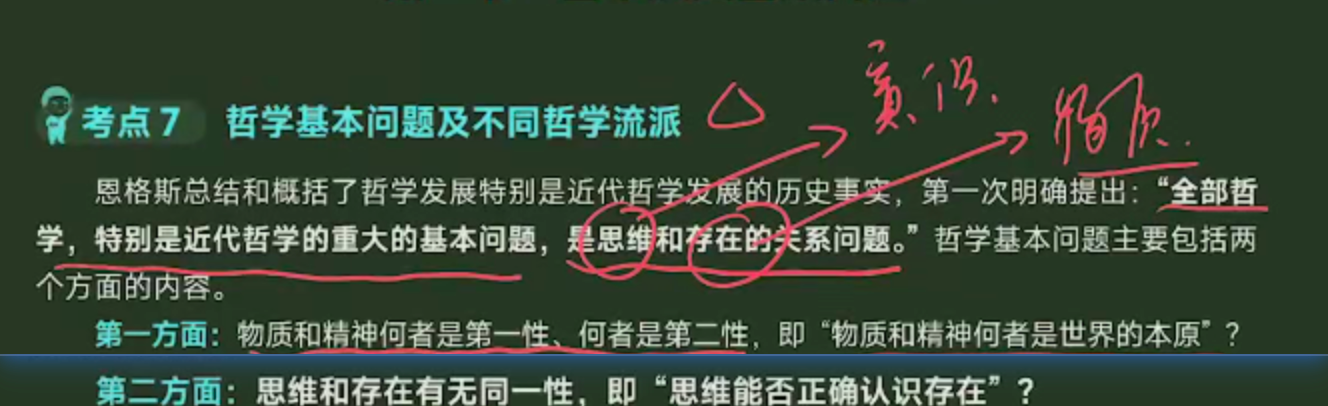 考点7 哲学基本问题及不同哲学流派
意识.
物质.
恩格斯总结和概括了哲学发展特别是近代哲学发展的历史事实，第一次明确提出：“全部哲
学，特别是近代哲学的重大的基本问题，是思维和存在的关系问题。”哲学基本问题主要包括两
个方面的内容。
第一方面：物质和精神何者是第一性、何者是第二性，即“物质和精神何者是世界的本原”？
第二方面：思维和存在有无同一性，即“思维能否正确认识存在”？